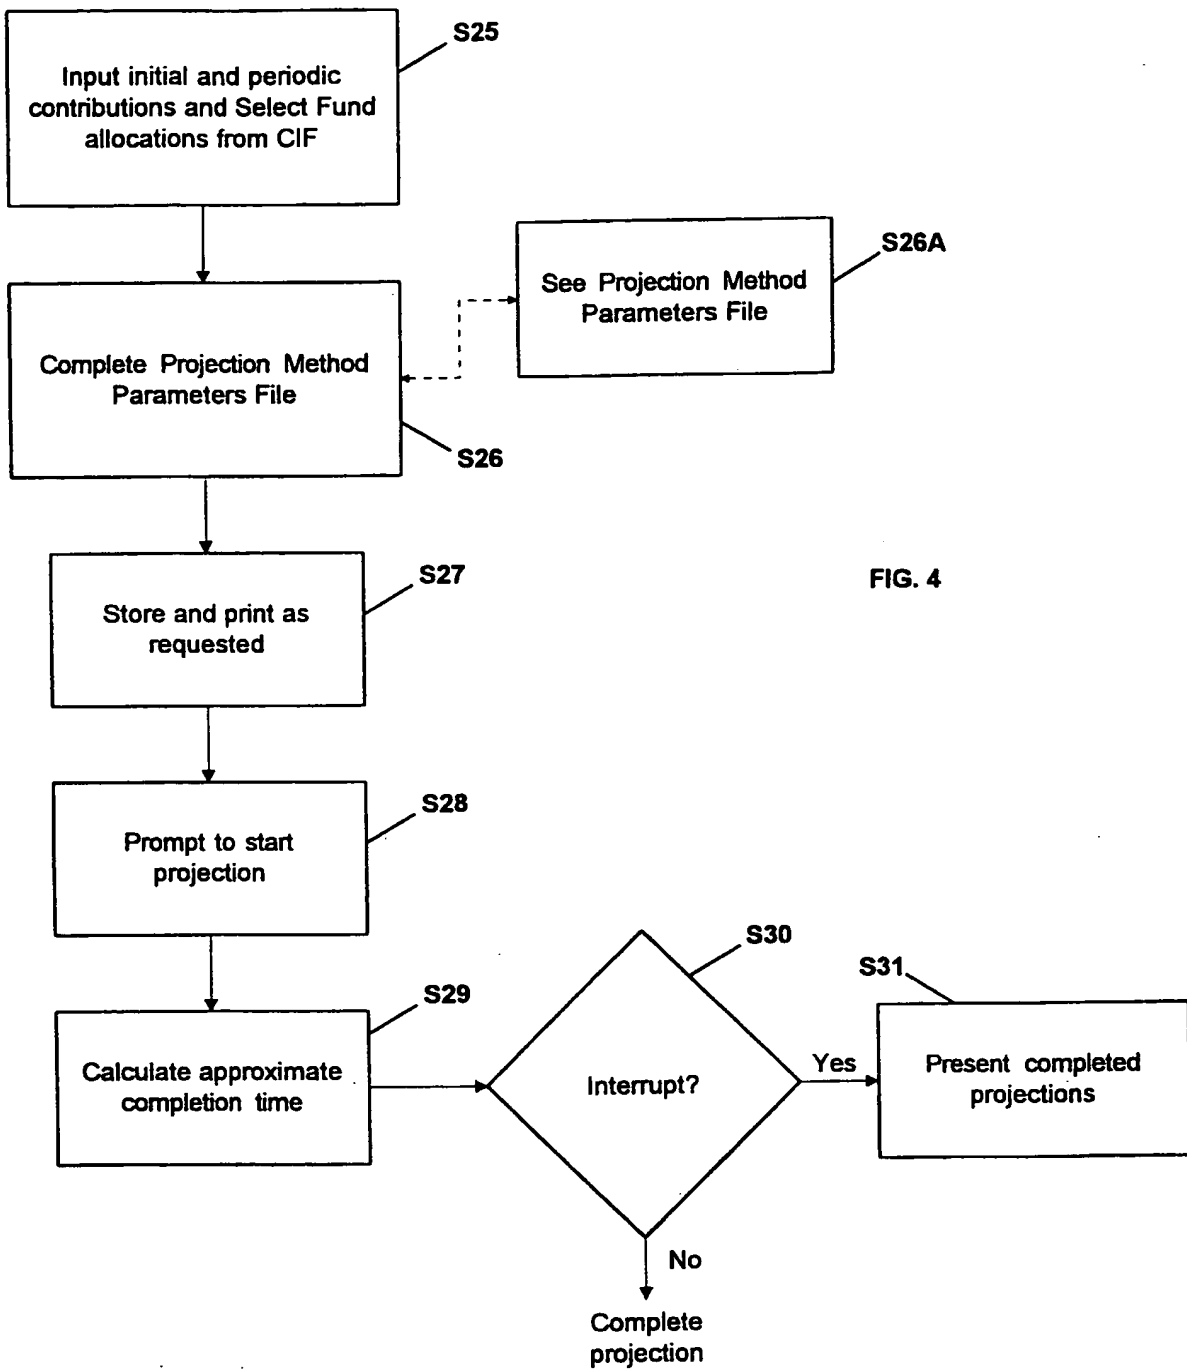 S25
Input initial and periodic
contributions and Select Fund
allocations from CIF
S26A
See Projection Method
Parameters File
Complete Projection Method
Parameters File
S26
S27
Store and print as
requested
FIG. 4
S28
Prompt to start
projection
S29
Calculate approximate
completion time
S30
Interrupt?
Yes
S31
Present completed
projections
No
Complete
projection